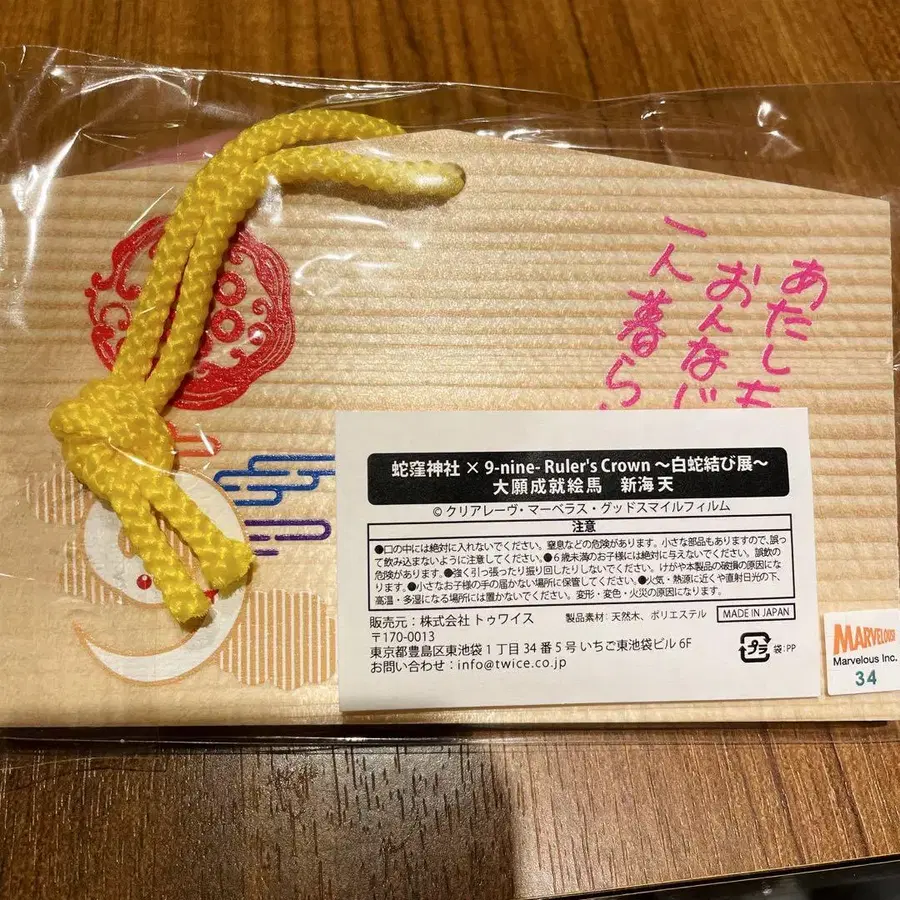 あたしも
おんなじ
一人暮ら
蛇窪神社 × 9-nine- Ruler's Crown ～白蛇結び展～
大願成就絵馬　新海 天
© クリアレーヴ・マーベラス・グッドスマイルフィルム
注意
●口の中には絶対に入れないでください。窒息などの危険があります。小さな部品もありますので、誤っ
て飲み込まないように注意してください。●６歳未満のお子様には絶対に与えないでください。誤飲の
危険があります。●強く引っ張ったり振り回したりしないでください。けがや本製品の破損の原因にな
ります。●小さなお子様の手の届かない場所に保管してください。●火気・熱源に近くや直射日光の下、
高温・多湿になる場所には置かないでください。変形・変色・火災の原因になります。
販売元：株式会社 トゥワイス
製品素材：天然木、ポリエステル
MADE IN JAPAN
〒170-0013
東京都豊島区東池袋１丁目 34 番５号 いちご東池袋ビル 6F
お問い合わせ：info@twice.co.jp
プラ
袋:PP
MARVELOUS!
Marvelous Inc.
34